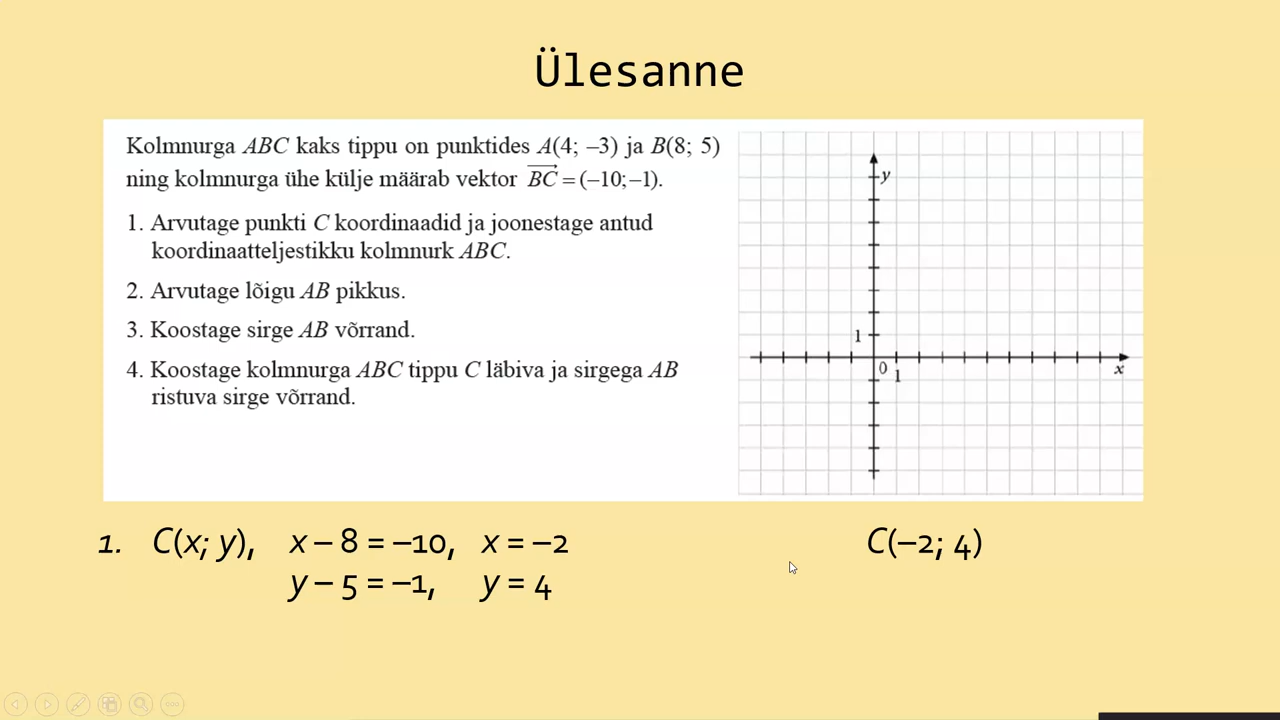 Ülesanne
Kolmnurga ABC kaks tippu on punktides A(4; –3) ja B(8; 5)
ning kolmnurga ühe külje määrab vektor BC = (–10;–1).
1. Arvutage punkti C koordinaadid ja joonestage antud
koordinaatteljestikku kolmnurk ABC.
2. Arvutage lõigu AB pikkus.
3. Koostage sirge AB võrrand.
4. Koostage kolmnurga ABC tippu C läbiva ja sirgega AB
ristuva sirge võrrand.
y
1
0
1
x
1. C(x; y), x – 8 = –10, x = –2 C(–2; 4)
y – 5 = –1, y = 4